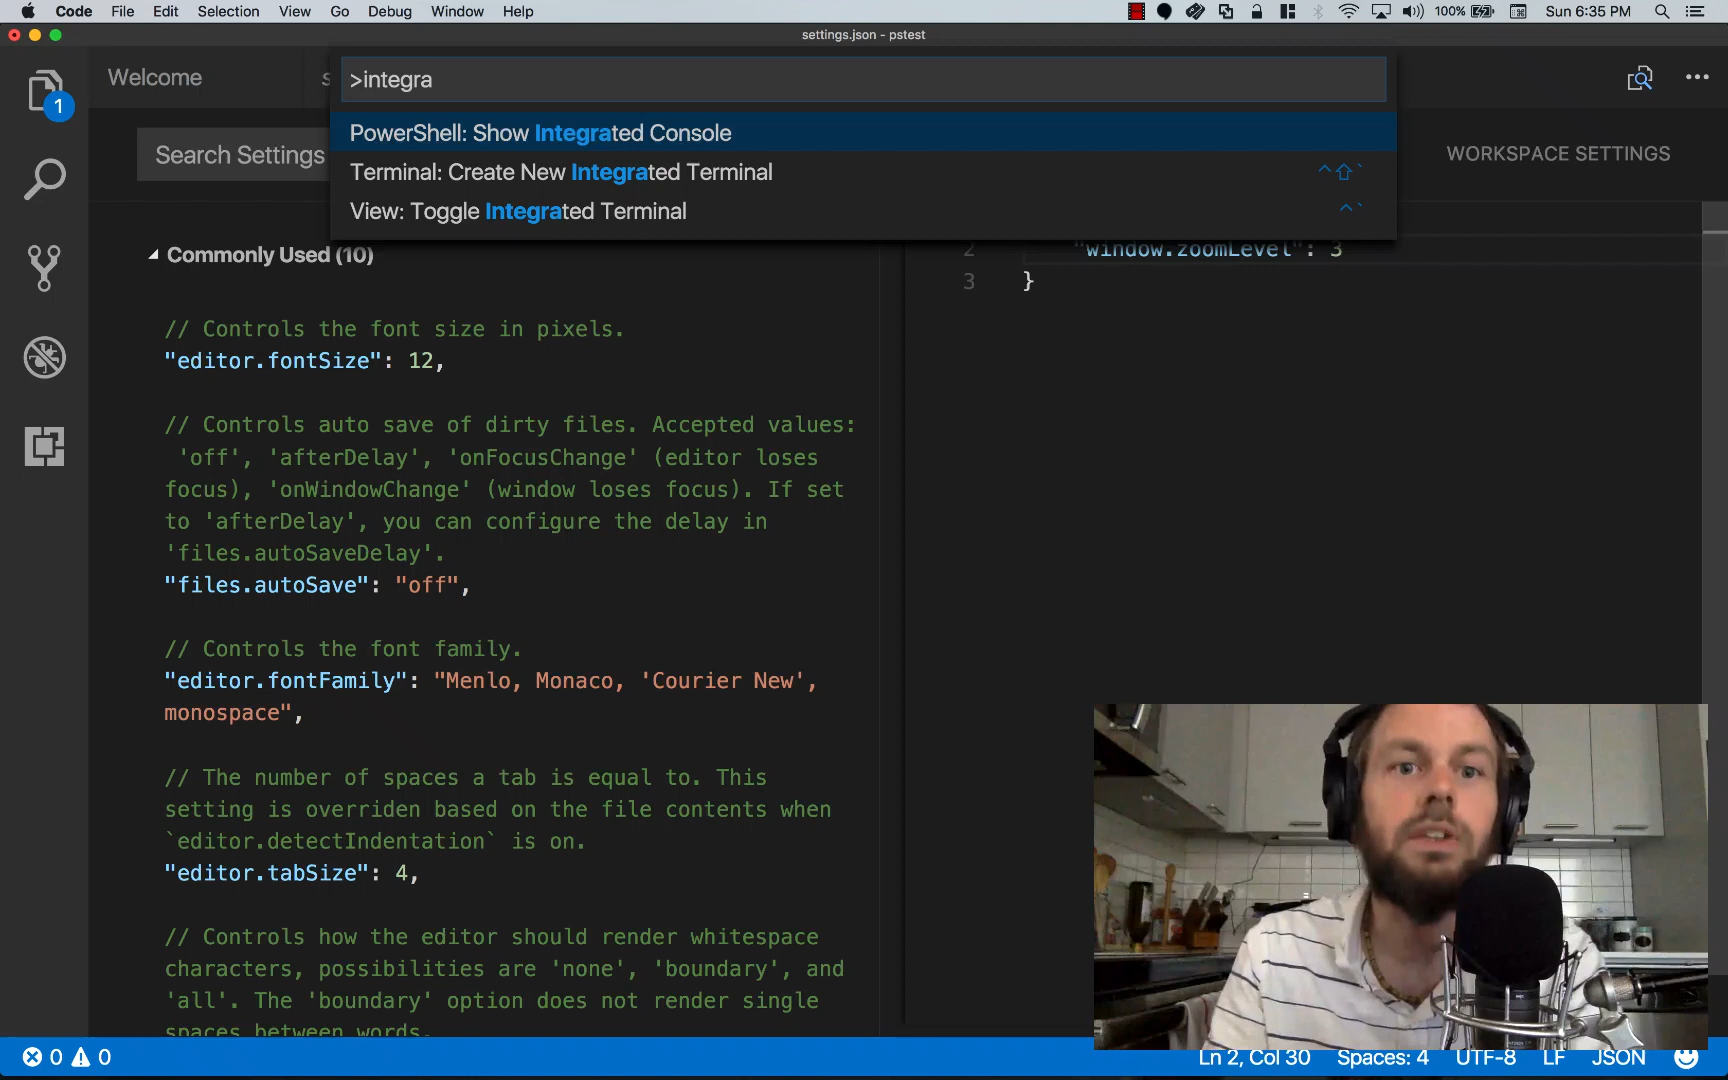 Code File Edit Selection View Go Debug Window Help 100% Sun 6:35 PM
settings.json - pstest
1
Welcome
s
>integra
PowerShell: Show Integrated Console
Terminal: Create New Integrated Terminal ^⇧`
View: Toggle Integrated Terminal ^`
Search Settings
WORKSPACE SETTINGS
Commonly Used (10)
// Controls the font size in pixels.
"editor.fontSize": 12,
// Controls auto save of dirty files. Accepted values:
'off', 'afterDelay', 'onFocusChange' (editor loses
focus), 'onWindowChange' (window loses focus). If set
to 'afterDelay', you can configure the delay in
'files.autoSaveDelay'.
"files.autoSave": "off",
// Controls the font family.
"editor.fontFamily": "Menlo, Monaco, 'Courier New',
monospace",
// The number of spaces a tab is equal to. This
setting is overriden based on the file contents when
`editor.detectIndentation` is on.
"editor.tabSize": 4,
// Controls how the editor should render whitespace
characters, possibilities are 'none', 'boundary', and
'all'. The 'boundary' option does not render single
spaces between words.
2 "window.zoomLevel": 3
3 }
0 0 Ln 2, Col 30 Spaces: 4 UTF-8 LF JSON